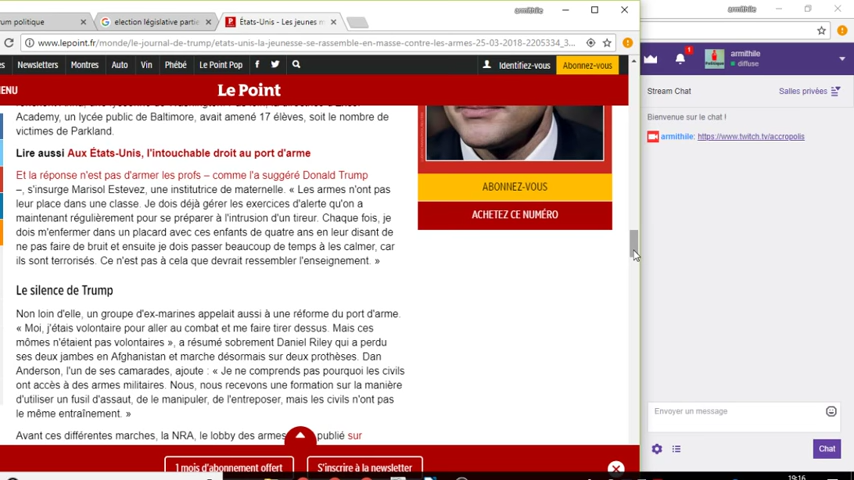 armithile
armithile
um politique
election législative partie
États-Unis - Les jeunes m
www.lepoint.fr/monde/le-journal-de-trump/etats-unis-la-jeunesse-se-rassemble-en-masse-contre-les-armes-25-03-2018-2205334_3...
es Newsletters Montres Auto Vin Phébé Le Point Pop Identifiez-vous Abonnez-vous
ENU Le Point
Academy, un lycée public de Baltimore, avait amené 17 élèves, soit le nombre de
victimes de Parkland.
Lire aussi Aux États-Unis, l'intouchable droit au port d'arme
Et la réponse n'est pas d'armer les profs – comme l'a suggéré Donald Trump
–, s'insurge Marisol Estevez, une institutrice de maternelle. « Les armes n'ont pas
leur place dans une classe. Je dois déjà gérer les exercices d'alerte qu'on a
maintenant régulièrement pour se préparer à l'intrusion d'un tireur. Chaque fois, je
dois m'enfermer dans un placard avec ces enfants de quatre ans en leur disant de
ne pas faire de bruit et ensuite je dois passer beaucoup de temps à les calmer, car
ils sont terrorisés. Ce n'est pas à cela que devrait ressembler l'enseignement. »
Le silence de Trump
Non loin d'elle, un groupe d'ex-marines appelait aussi à une réforme du port d'arme.
« Moi, j'étais volontaire pour aller au combat et me faire tirer dessus. Mais ces
mômes n'étaient pas volontaires », a résumé sobrement Daniel Riley qui a perdu
ses deux jambes en Afghanistan et marche désormais sur deux prothèses. Dan
Anderson, l'un de ses camarades, ajoute : « Je ne comprends pas pourquoi les civils
ont accès à des armes militaires. Nous, nous recevons une formation sur la manière
d'utiliser un fusil d'assaut, de le manipuler, de l'entreposer, mais les civils n'ont pas
le même entraînement. »
Avant ces différentes marches, la NRA, le lobby des armes publié sur
ABONNEZ-VOUS
ACHETEZ CE NUMÉRO
1 mois d'abonnement offert
S'inscrire à la newsletter
1
armithile
diffuse
Stream Chat Salles privées
Bienvenue sur le chat !
armithile: https://www.twitch.tv/accropolis
Envoyer un message
Chat
19:16